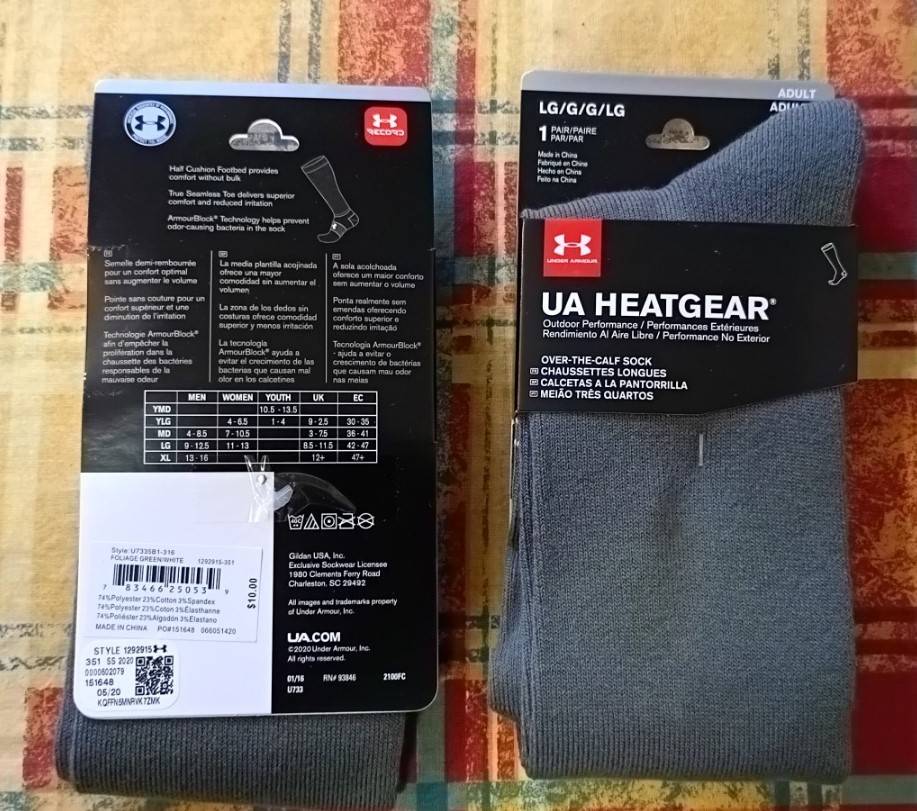 RECORD
Half Cushion Footbed provides
comfort without bulk
True Seamless Toe delivers superior
comfort and reduced irritation
ArmourBlock® Technology helps prevent
odor-causing bacteria in the sock
Semelle demi-rembourrée
pour un confort optimal
sans augmenter le volume
Pointe sans couture pour un
confort supérieur et une
diminution de l'irritation
Technologie ArmourBlock®
afin d'empêcher la
prolifération dans la
chaussette des bactéries
responsables de la
mauvaise odeur
La media plantilla acojinada
ofrece una mayor
comodidad sin aumentar el
volumen
La zona de los dedos sin
costuras ofrece comodidad
superior y menos irritación
La tecnología
ArmourBlock® ayuda a
evitar el crecimiento de las
bacterias que causan mal
olor en los calcetines
A sola acolchoada
oferece um maior conforto
sem aumentar o volume
Ponta realmente sem
emendas oferecendo
conforto superior e
reduzindo irritação
Tecnologia ArmourBlock®
- ajuda a evitar o
crescimento de bactérias
que causam mau odor
nas meias
MEN WOMEN YOUTH UK EC
YMD 10.5 - 13.5
YLG 4-6.5 1-4 9-2.5 30-35
MD 4-8.5 7-10.5 3-7.5 36-41
LG 9-12.5 11-13 8.5-11.5 42-47
XL 13-16 12+ 47+
40C
Style: U7335B1-316
FOLIAGE GREEN/WHITE 1292915-351
7 83466 25053 9
$10.00
74%Polyester 23%Cotton 3%Spandex
74%Polyester 23%Coton 3%Élasthanne
74%Poliéster 23%Algodón 3%Elastano
MADE IN CHINA PO#151648 066051420
STYLE 1292915
351 SS 2020
0000602079
151648
05/20
KQFFN5MNRVK7ZMK
Gildan USA, Inc.
Exclusive Sockwear Licensee
1980 Clements Ferry Road
Charleston, SC 29492
All images and trademarks property
of Under Armour, Inc.
UA.COM
©2020 Under Armour, Inc.
All rights reserved.
01/16 RN# 93846 2100FC
U733
ADULT
LG/G/G/LG
1 PAIR/PAIRE
PAR/PAR
Made in China
Fabriqué en Chine
Hecho en China
Feito na China
UNDER ARMOUR
UA HEATGEAR®
Outdoor Performance / Performances Extérieures
Rendimiento Al Aire Libre / Performance No Exterior
OVER-THE-CALF SOCK
CHAUSSETTES LONGUES
CALCETAS A LA PANTORRILLA
MEIÃO TRÊS QUARTOS